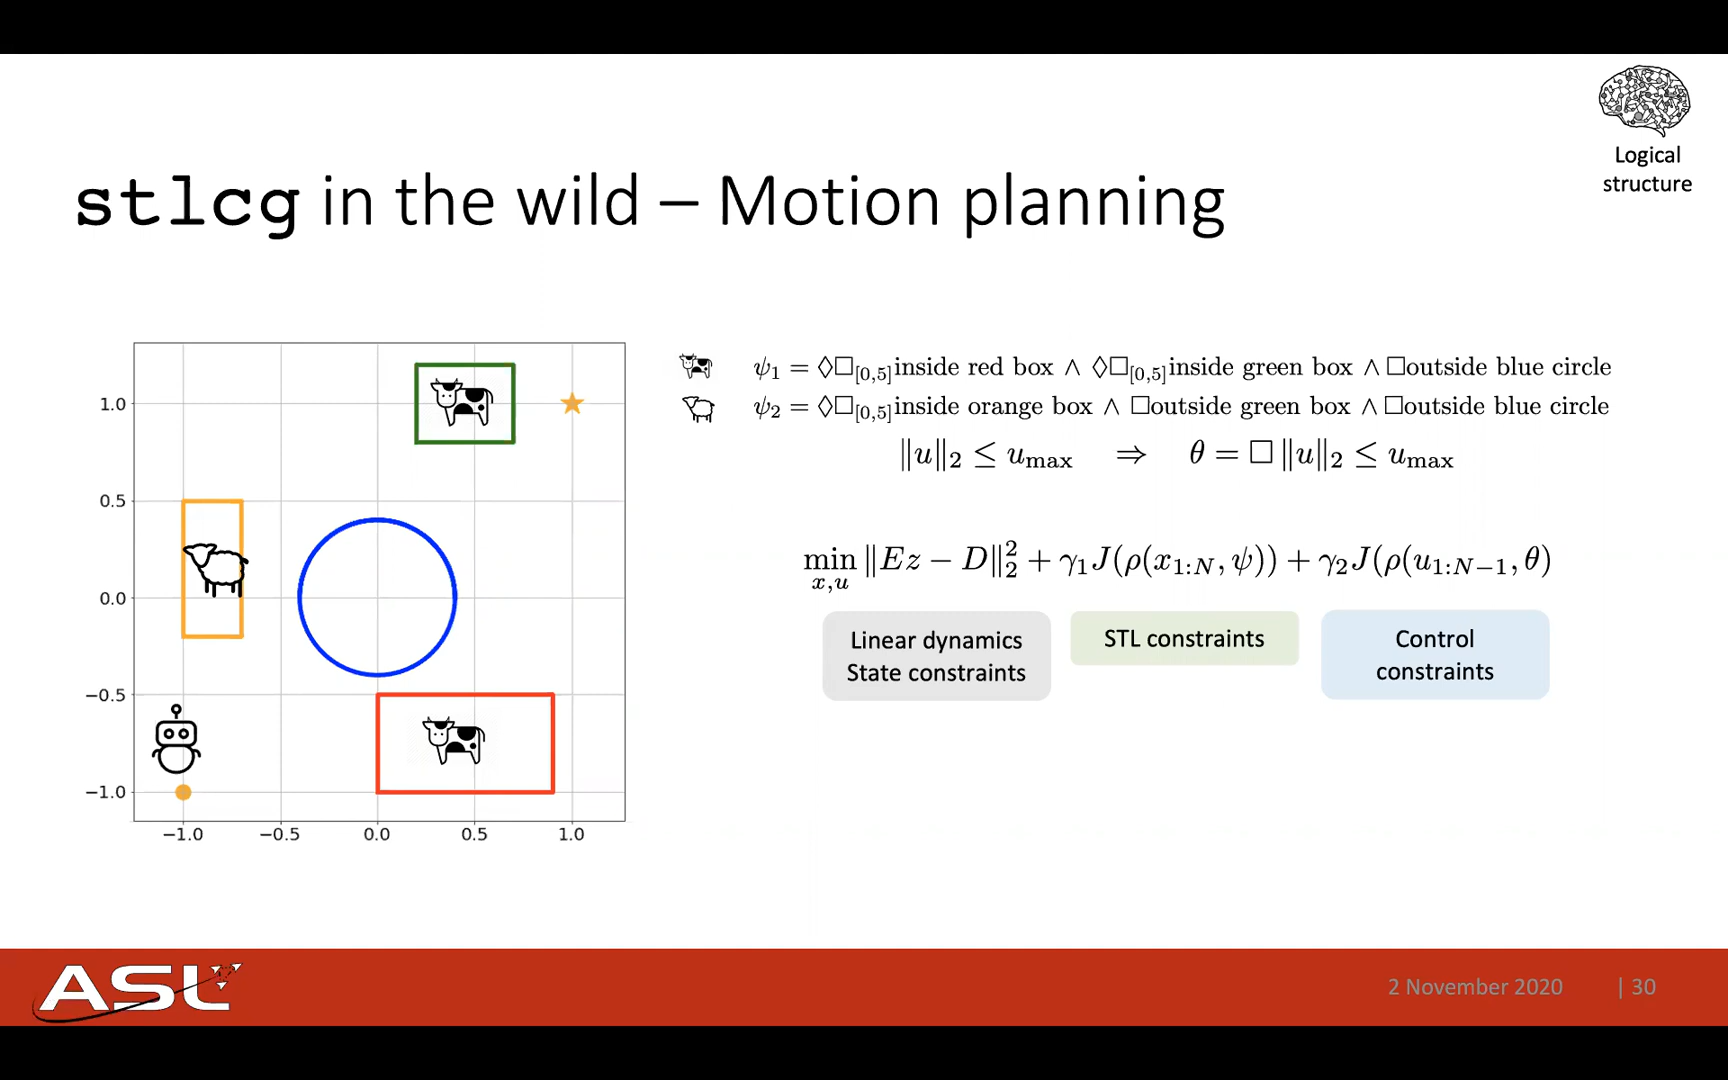 Logical
structure
stlcg in the wild – Motion planning
ψ₁ = ◊□[0,5]inside red box ∧ ◊□[0,5]inside green box ∧ □outside blue circle
ψ₂ = ◊□[0,5]inside orange box ∧ □outside green box ∧ □outside blue circle
‖u‖₂ ≤ u_max ⇒ θ = □ ‖u‖₂ ≤ u_max
min x,u ‖Ez − D‖₂² + γ₁J(ρ(x₁:N, ψ)) + γ₂J(ρ(u₁:N−1, θ)
Linear dynamics
State constraints
STL constraints
Control
constraints
1.0
0.5
0.0
−0.5
−1.0
−1.0 −0.5 0.0 0.5 1.0
ASL
2 November 2020 | 30